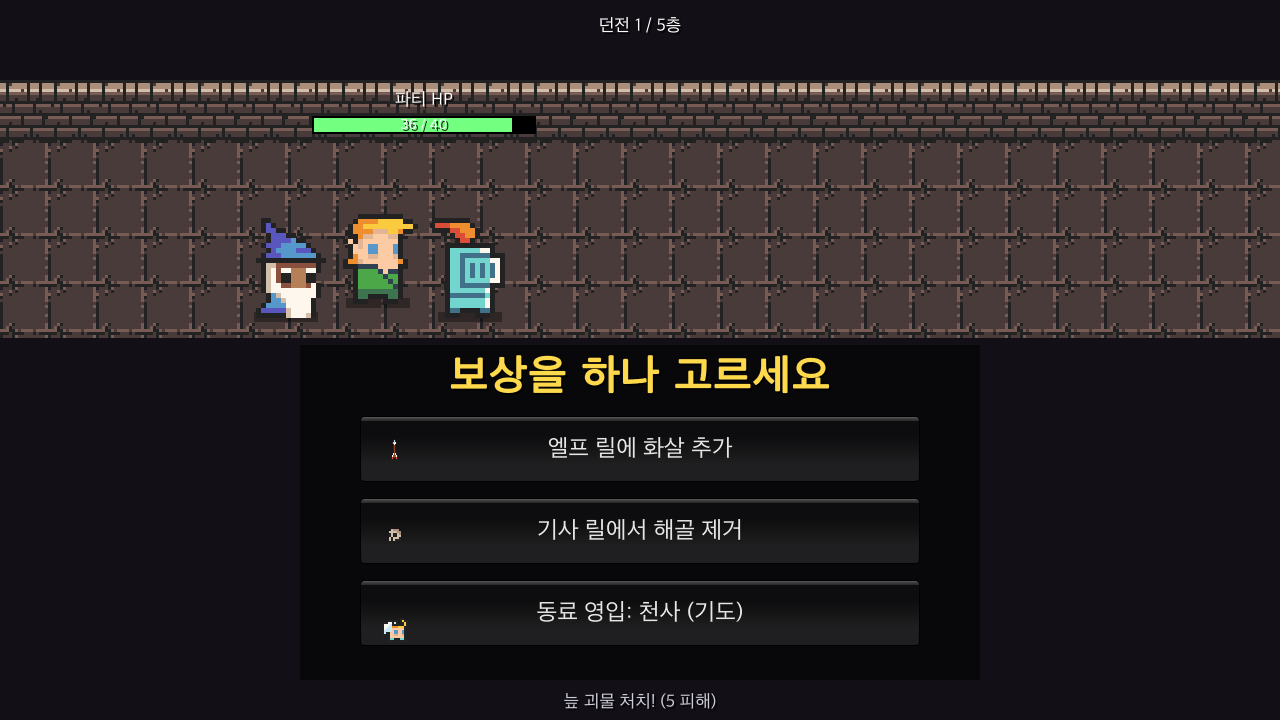 던전 1 / 5층
파티 HP
36 / 40
보상을 하나 고르세요
엘프 릴에 화살 추가
기사 릴에서 해골 제거
동료 영입: 천사 (기도)
늪 괴물 처치! (5 피해)